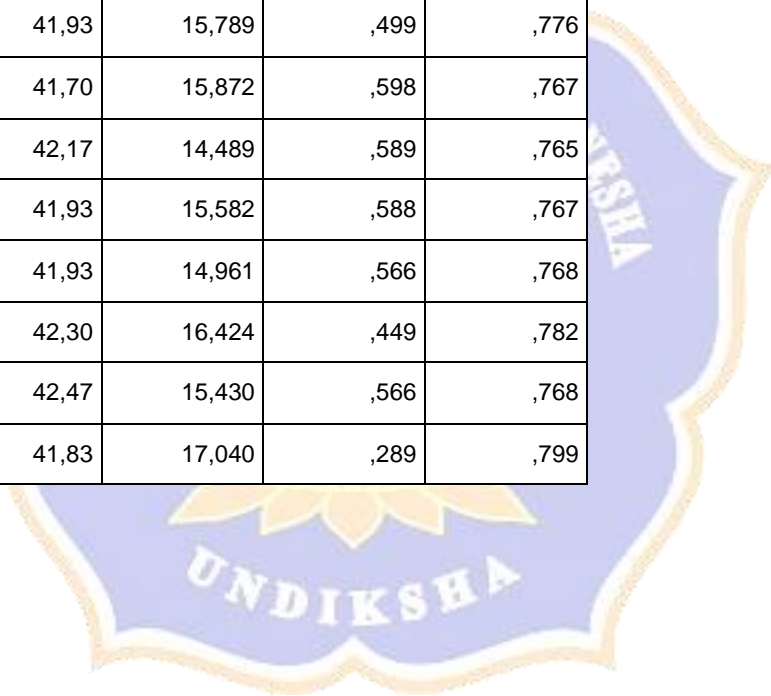 41,93 15,789 ,499 ,776
41,70 15,872 ,598 ,767
42,17 14,489 ,589 ,765
41,93 15,582 ,588 ,767
41,93 14,961 ,566 ,768
42,30 16,424 ,449 ,782
42,47 15,430 ,566 ,768
41,83 17,040 ,289 ,799
UNDIKSHA